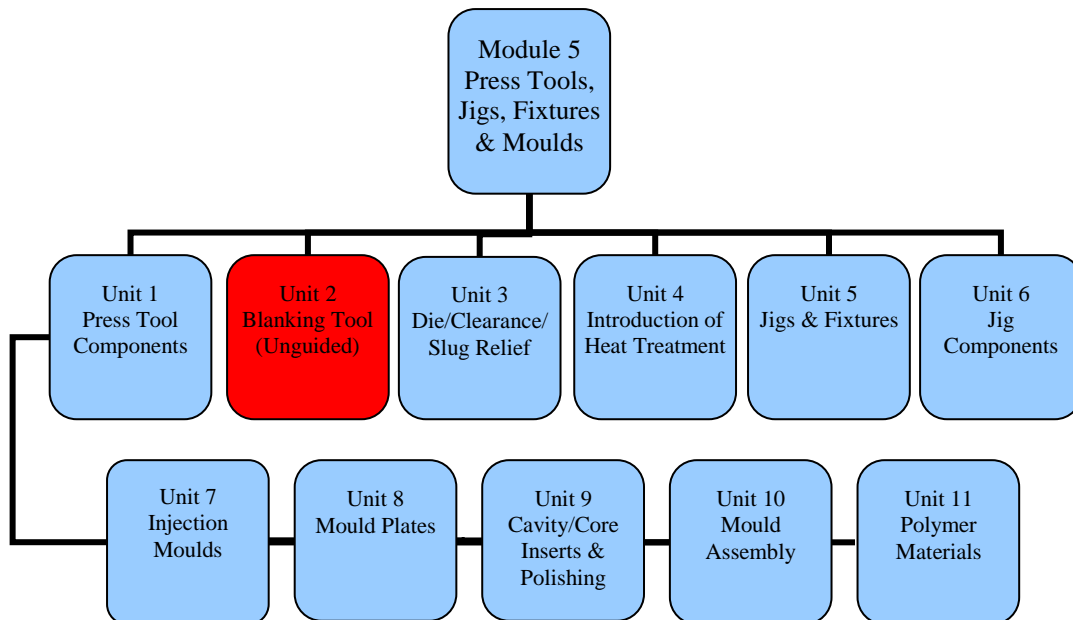 Module 5
Press Tools,
Jigs, Fixtures
& Moulds
Unit 1
Press Tool
Components
Unit 2
Blanking Tool
(Unguided)
Unit 3
Die/Clearance/
Slug Relief
Unit 4
Introduction of
Heat Treatment
Unit 5
Jigs & Fixtures
Unit 6
Jig
Components
Unit 7
Injection
Moulds
Unit 8
Mould Plates
Unit 9
Cavity/Core
Inserts &
Polishing
Unit 10
Mould
Assembly
Unit 11
Polymer
Materials